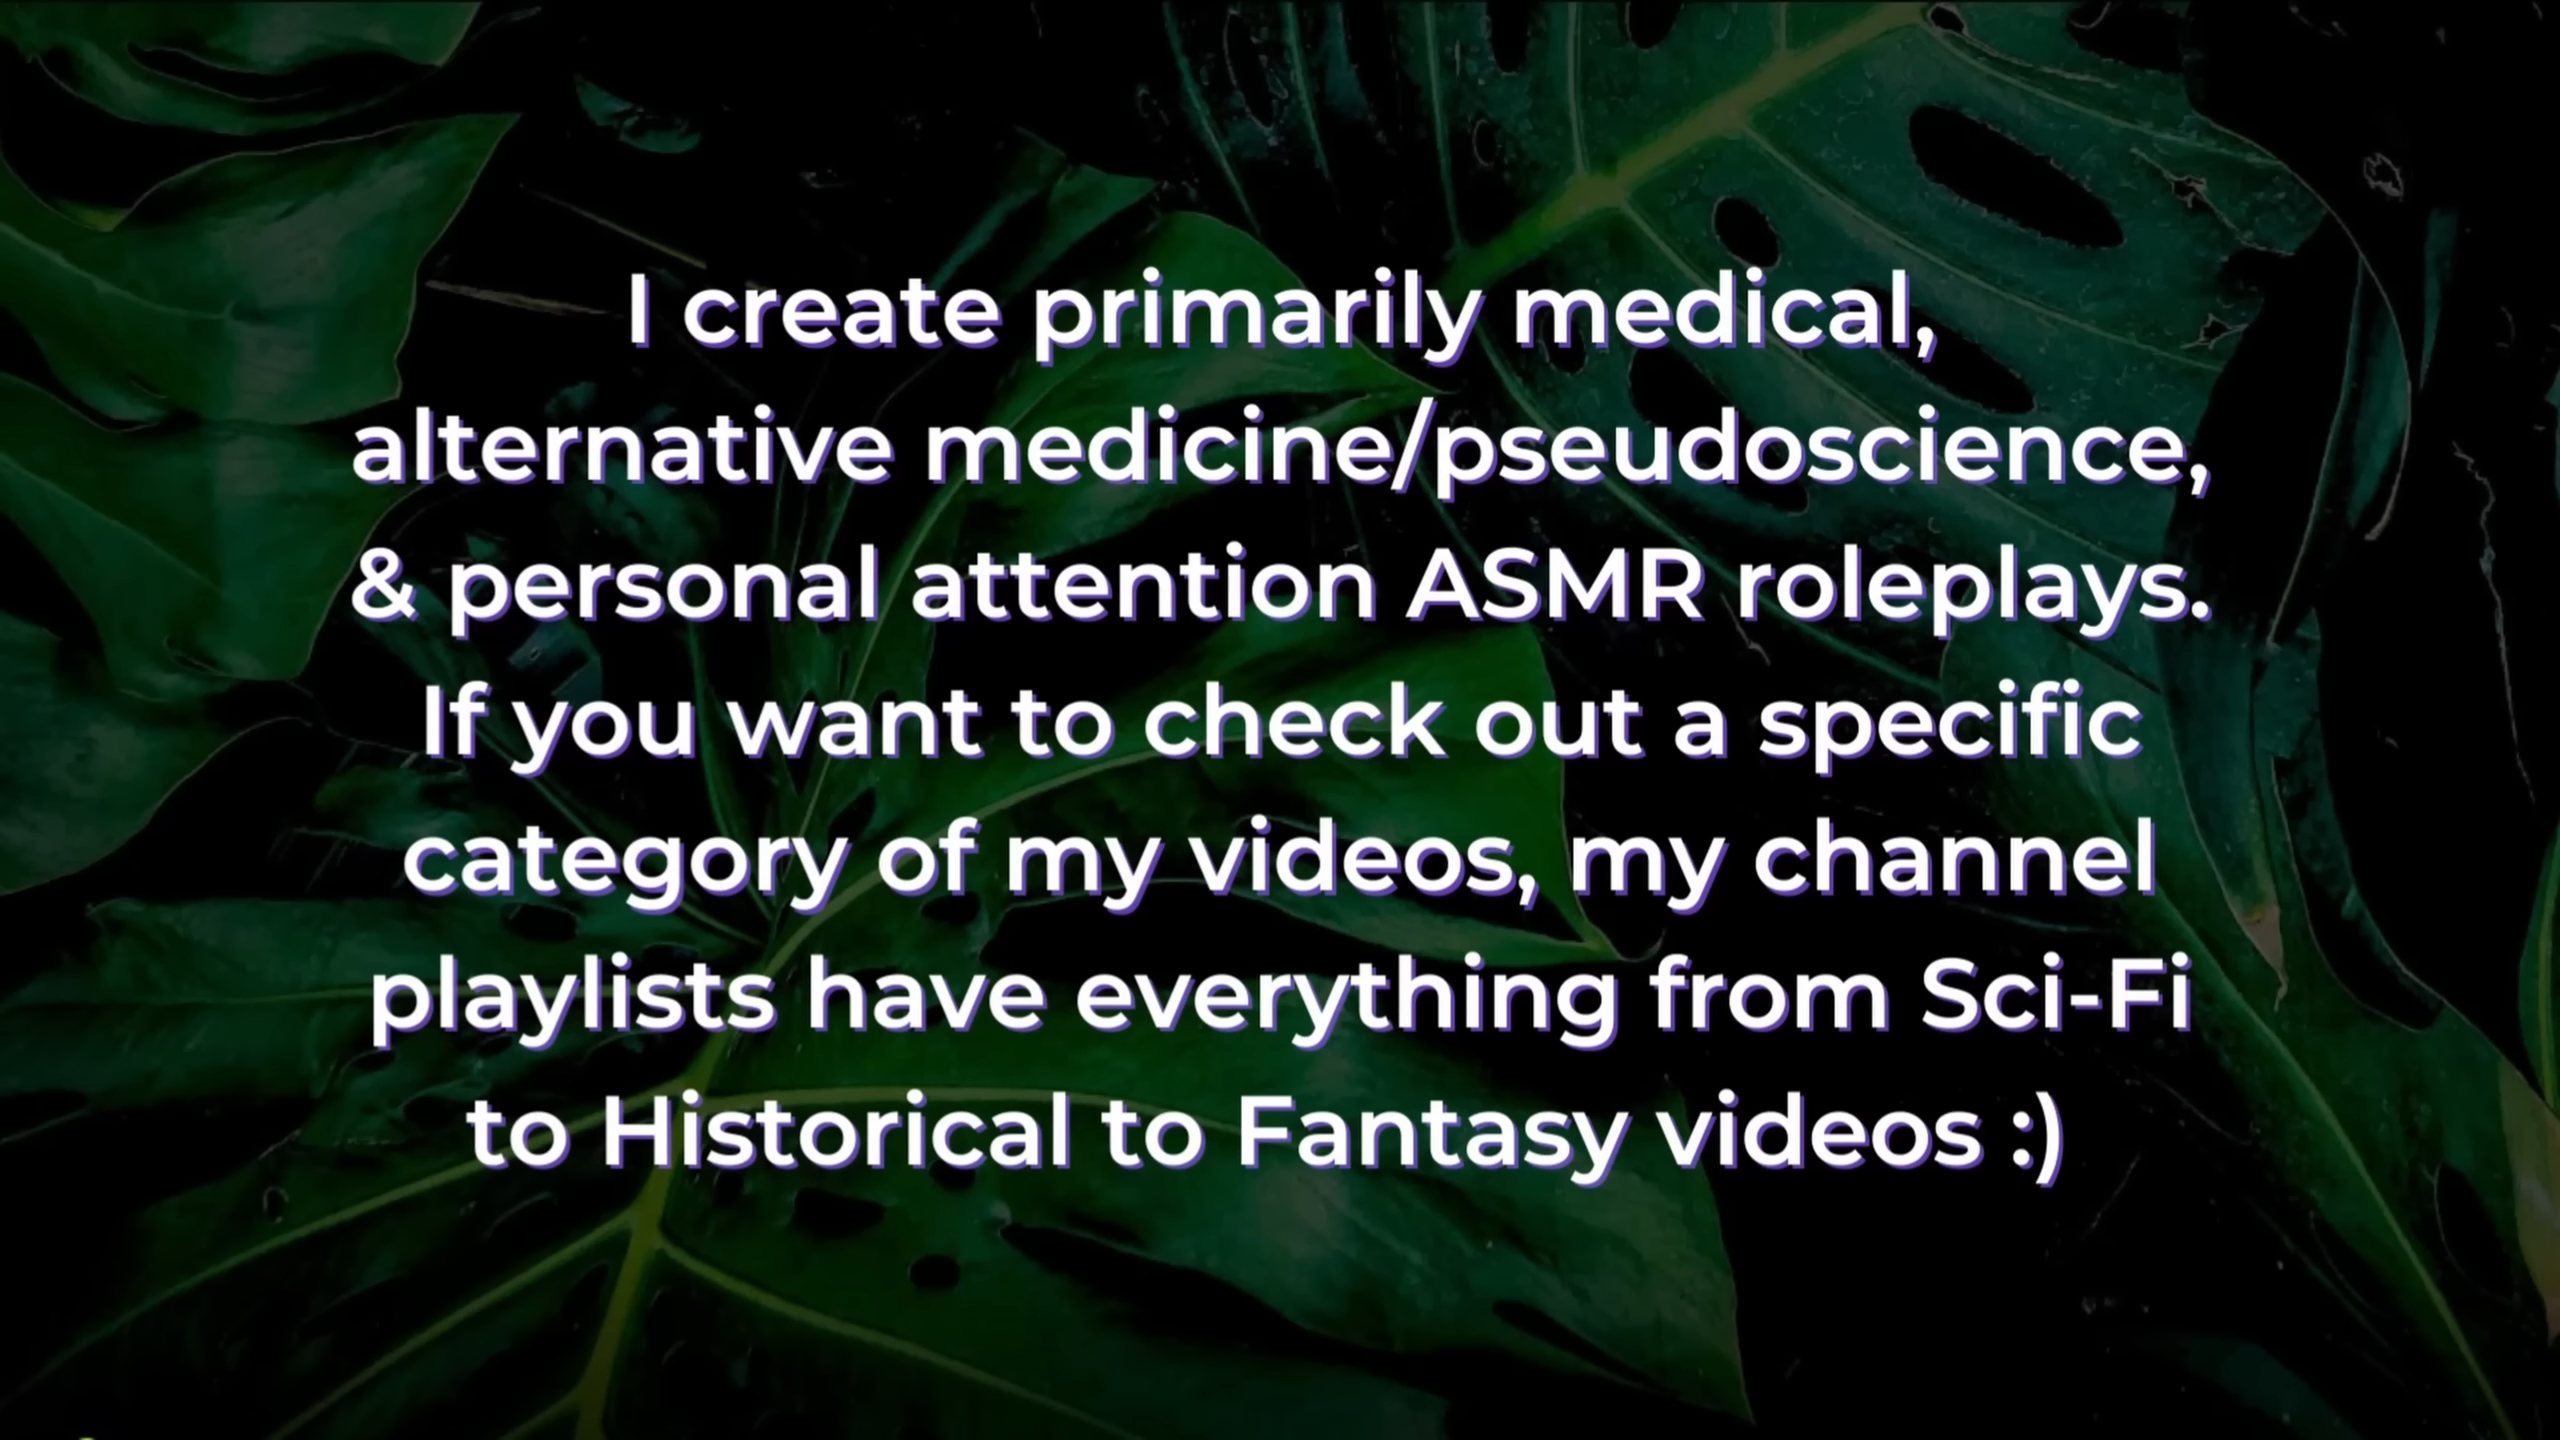 I create primarily medical,
alternative medicine/pseudoscience,
& personal attention ASMR roleplays.
If you want to check out a specific
category of my videos, my channel
playlists have everything from Sci-Fi
to Historical to Fantasy videos :)